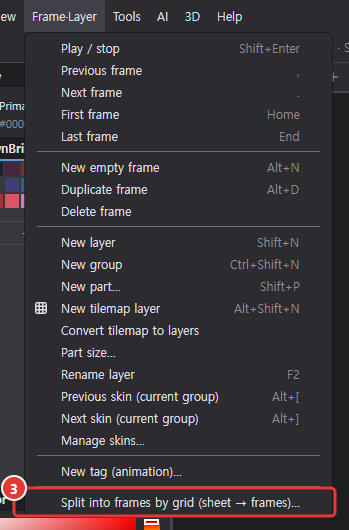 ew Frame·Layer Tools AI 3D Help
Play / stop Shift+Enter
Previous frame ,
Next frame .
First frame Home
Last frame End
New empty frame Alt+N
Duplicate frame Alt+D
Delete frame
New layer Shift+N
New group Ctrl+Shift+N
New part... Shift+P
New tilemap layer Alt+Shift+N
Convert tilemap to layers
Part size...
Rename layer F2
Previous skin (current group) Alt+[
Next skin (current group) Alt+]
Manage skins...
New tag (animation)...
3
Split into frames by grid (sheet → frames)...
e
Prima
#000
wnBri